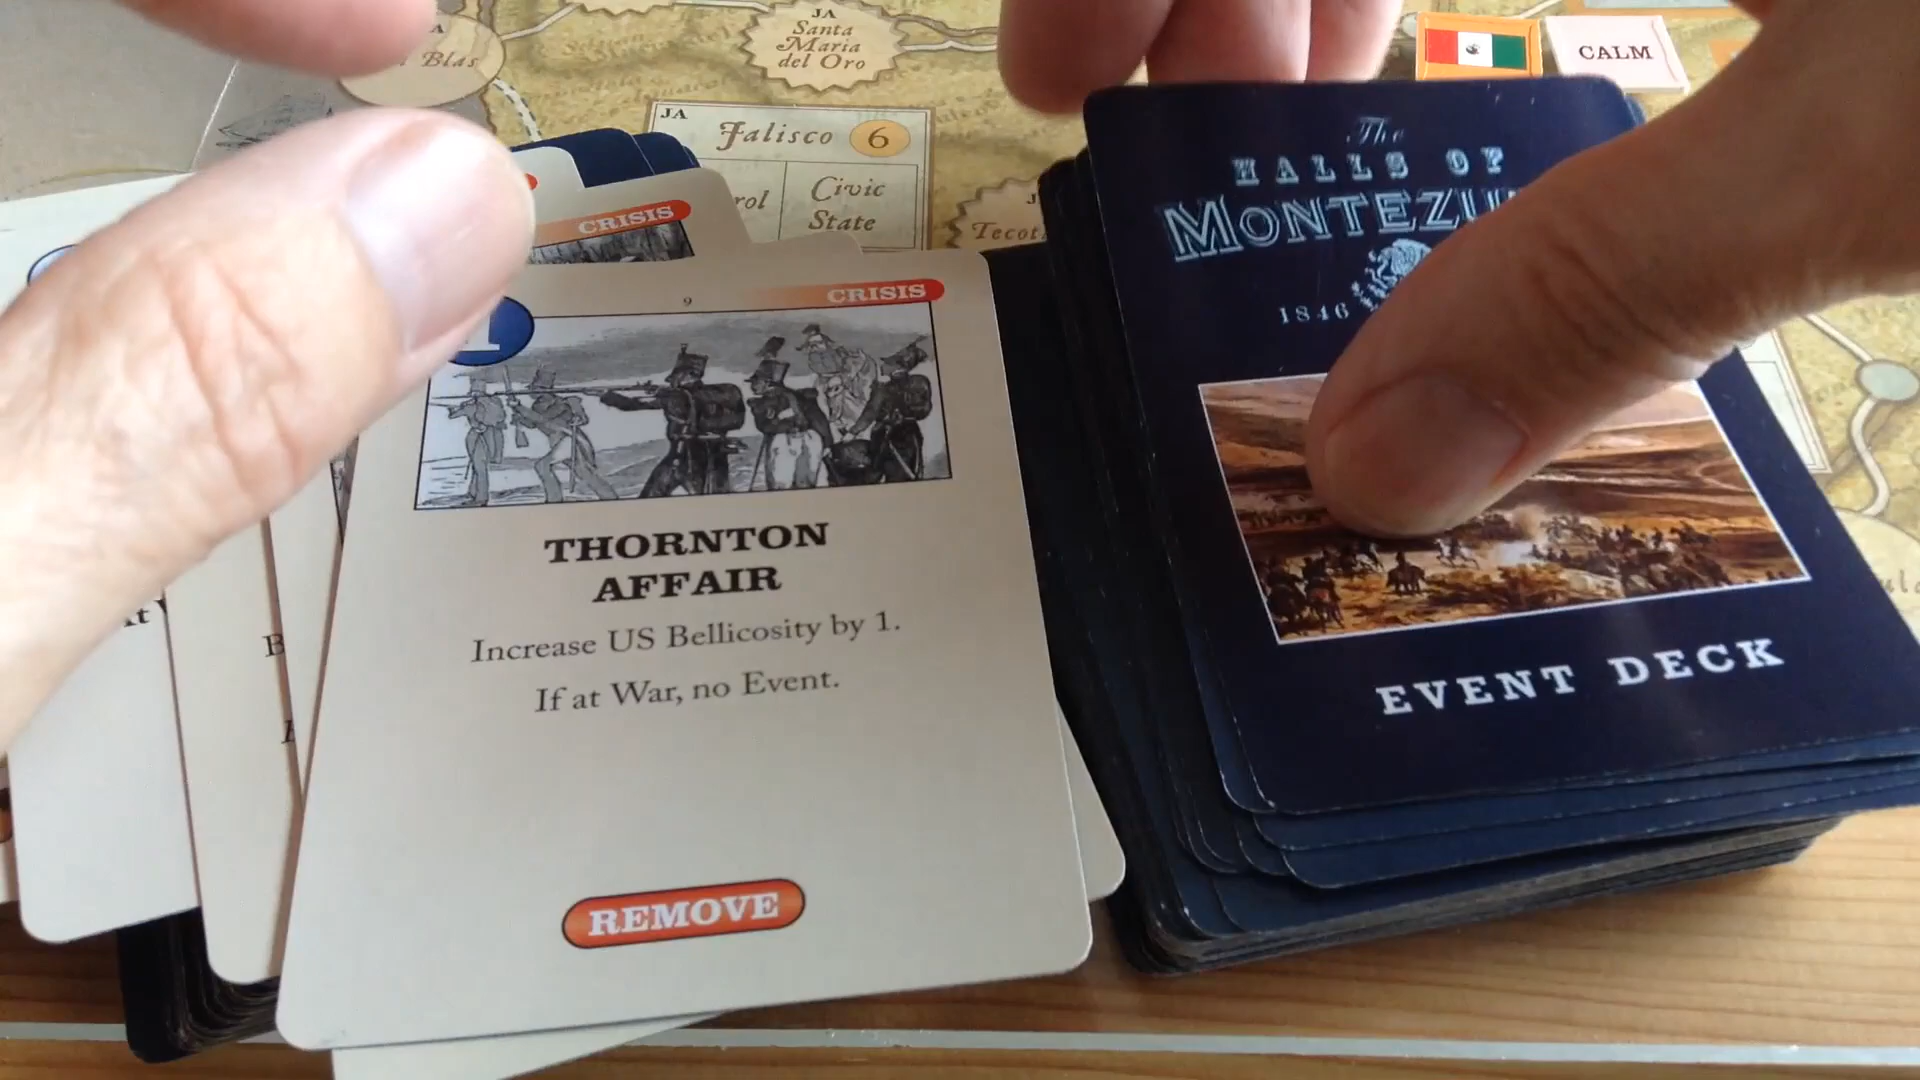 JA
Santa
Maria
del Oro
Blas
CALM
JA
Jalisco 6
Civic
State
CRISIS
9
CRISIS
1
THORNTON
AFFAIR
Increase US Bellicosity by 1.
If at War, no Event.
REMOVE
The
HALLS OF
1846
EVENT DECK